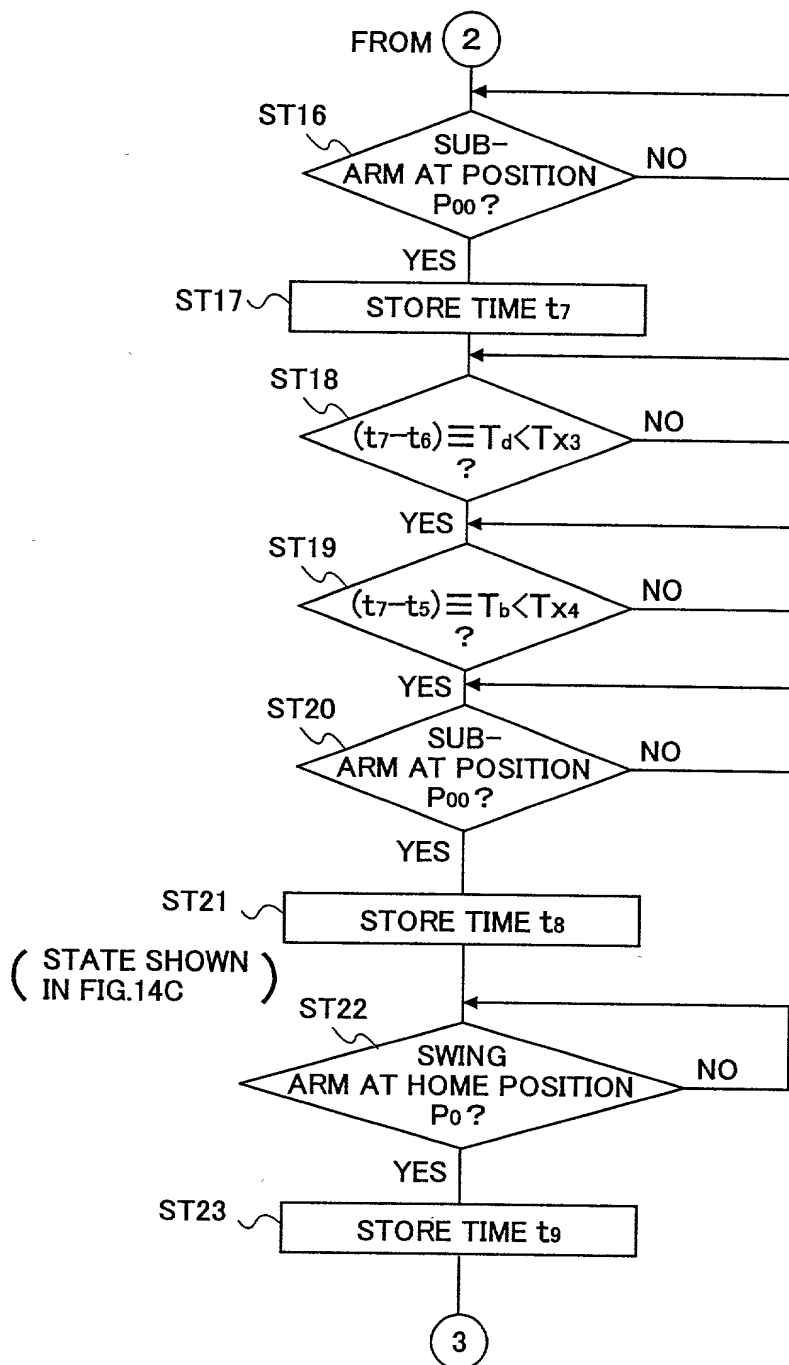 FROM 2
ST16
SUB-
ARM AT POSITION
P00?
NO
YES
ST17
STORE TIME t7
ST18
(t7-t6)≡Td<TX3
?
NO
YES
ST19
(t7-t5)≡Tb<TX4
?
NO
YES
ST20
SUB-
ARM AT POSITION
P00?
NO
YES
ST21
STORE TIME t8
( STATE SHOWN
IN FIG.14C )
ST22
SWING
ARM AT HOME POSITION
P0?
NO
YES
ST23
STORE TIME t9
3